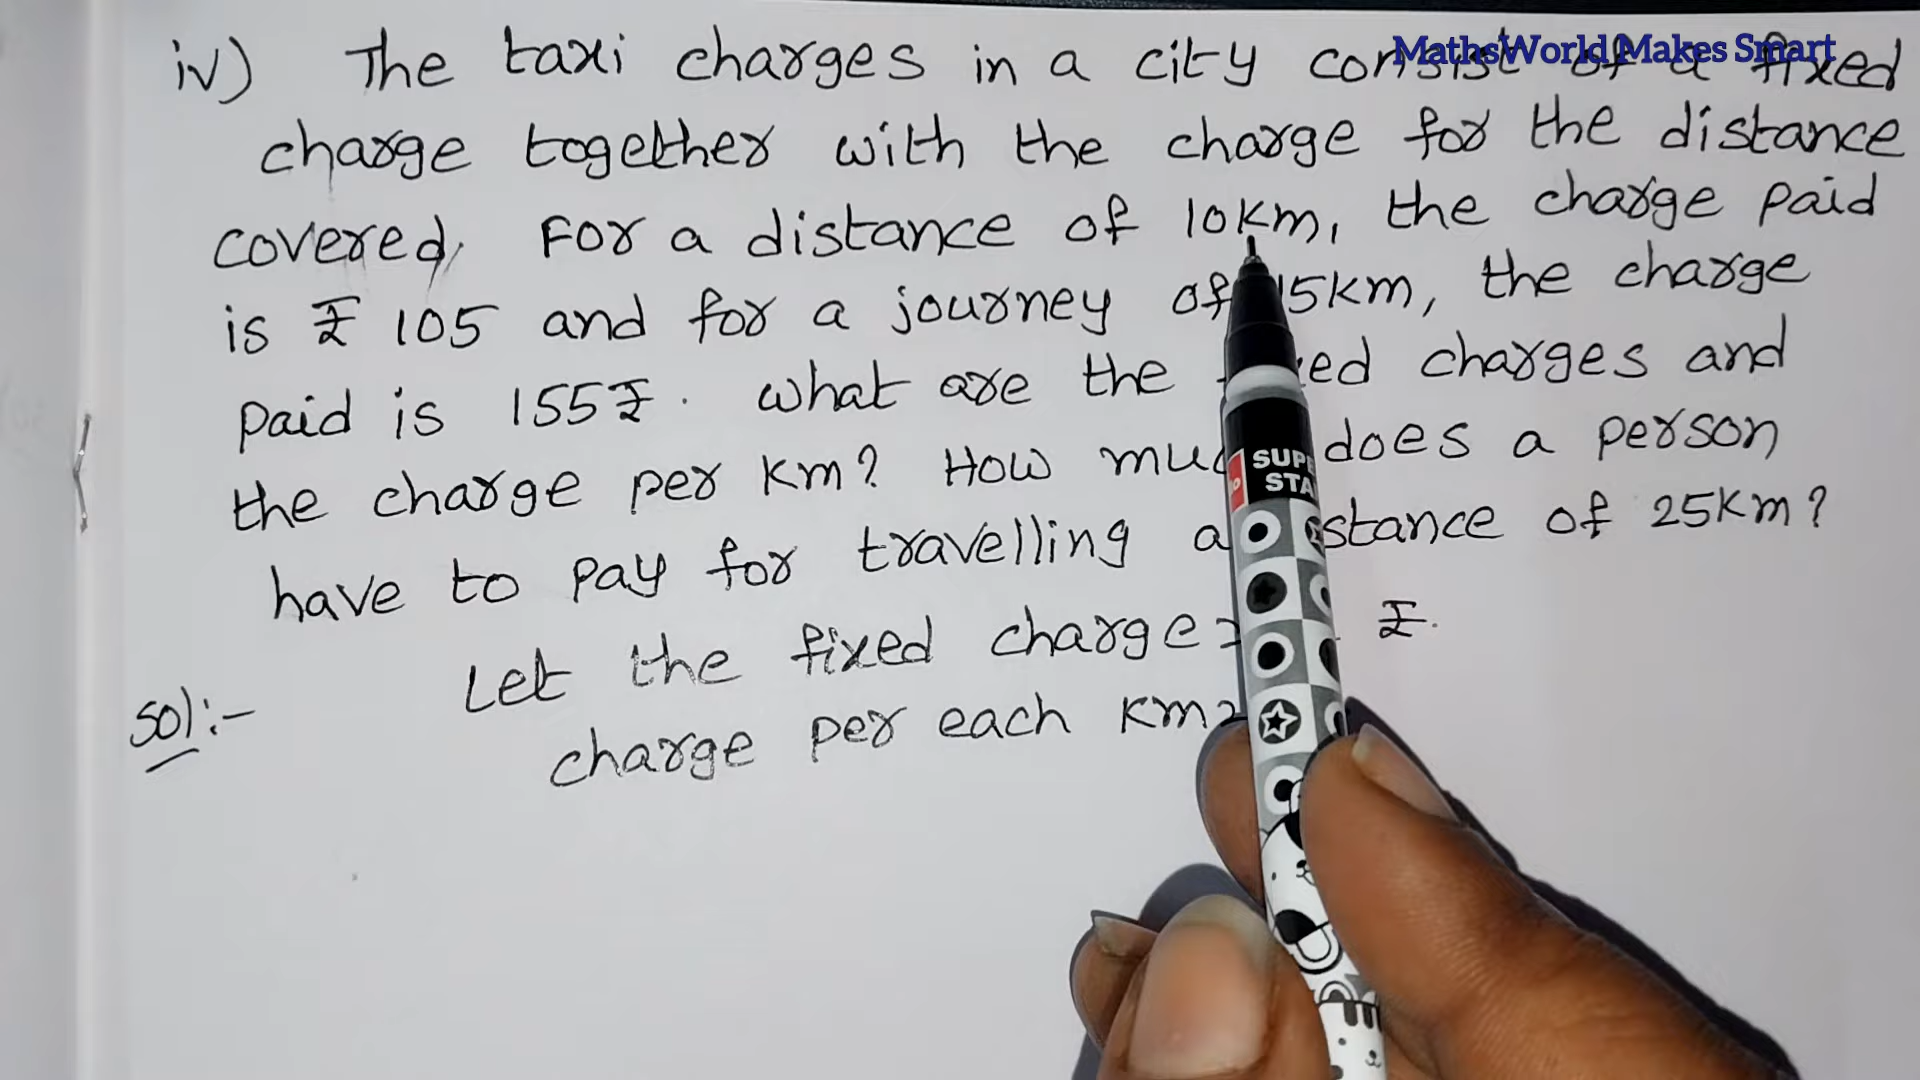 MathsWorld Makes Smart
iv) The taxi charges in a city consist of a fixed
charge together with the charge for the distance
covered. For a distance of 10km, the charge paid
is ₹ 105 and for a journey of 15km, the charge
paid is 155₹. what are the charges and
the charge per km? How does a person
have to pay for travelling a of 25km?
sol:- Let the fixed charge = ₹.
charge per each km =
SUPE
STA